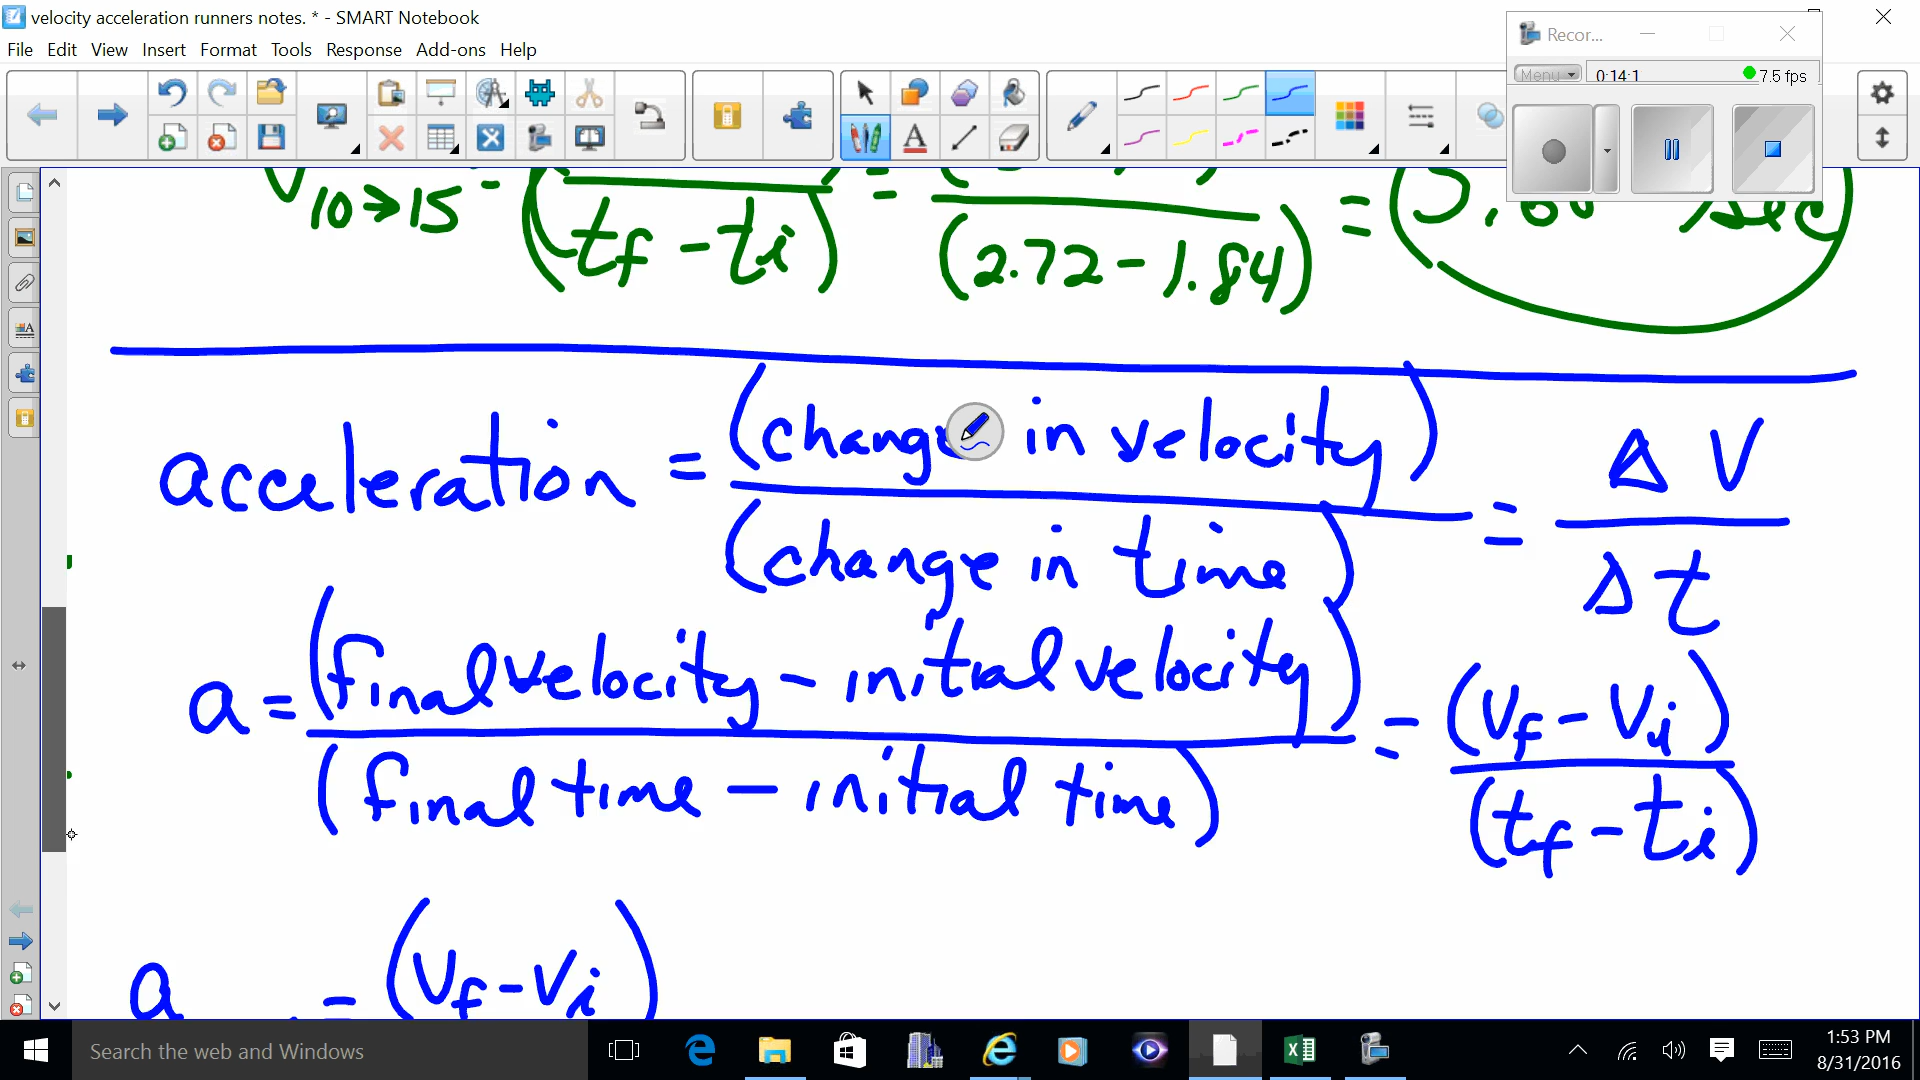 velocity acceleration runners notes. * - SMART Notebook
File Edit View Insert Format Tools Response Add-ons Help
Recor...
Menu 0:14:1 7.5 fps
V 10→15 = / (tf - ti) = / (2.72 - 1.84) =
acceleration = (change in velocity) / (change in time) = Δ V / Δ t
a = (final velocity - initial velocity) / (final time - initial time) = (Vf - Vi) / (tf - ti)
a = (Vf - Vi)
Search the web and Windows
1:53 PM
8/31/2016